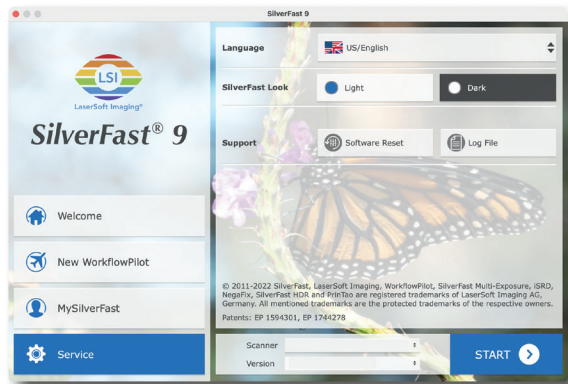 SilverFast 9
LSI
LaserSoft Imaging®
SilverFast® 9
Welcome
New WorkflowPilot
MySilverFast
Service
Language
US/English
SilverFast Look
Light
Dark
Support
Software Reset
Log File
© 2011-2022 SilverFast, LaserSoft Imaging, WorkflowPilot, SilverFast Multi-Exposure, iSRD,
NegaFix, SilverFast HDR and PrinTao are registered trademarks of LaserSoft Imaging AG,
Germany. All mentioned trademarks are the protected trademarks of the respective owners.
Patents: EP 1594301, EP 1744278
Scanner
Version
START